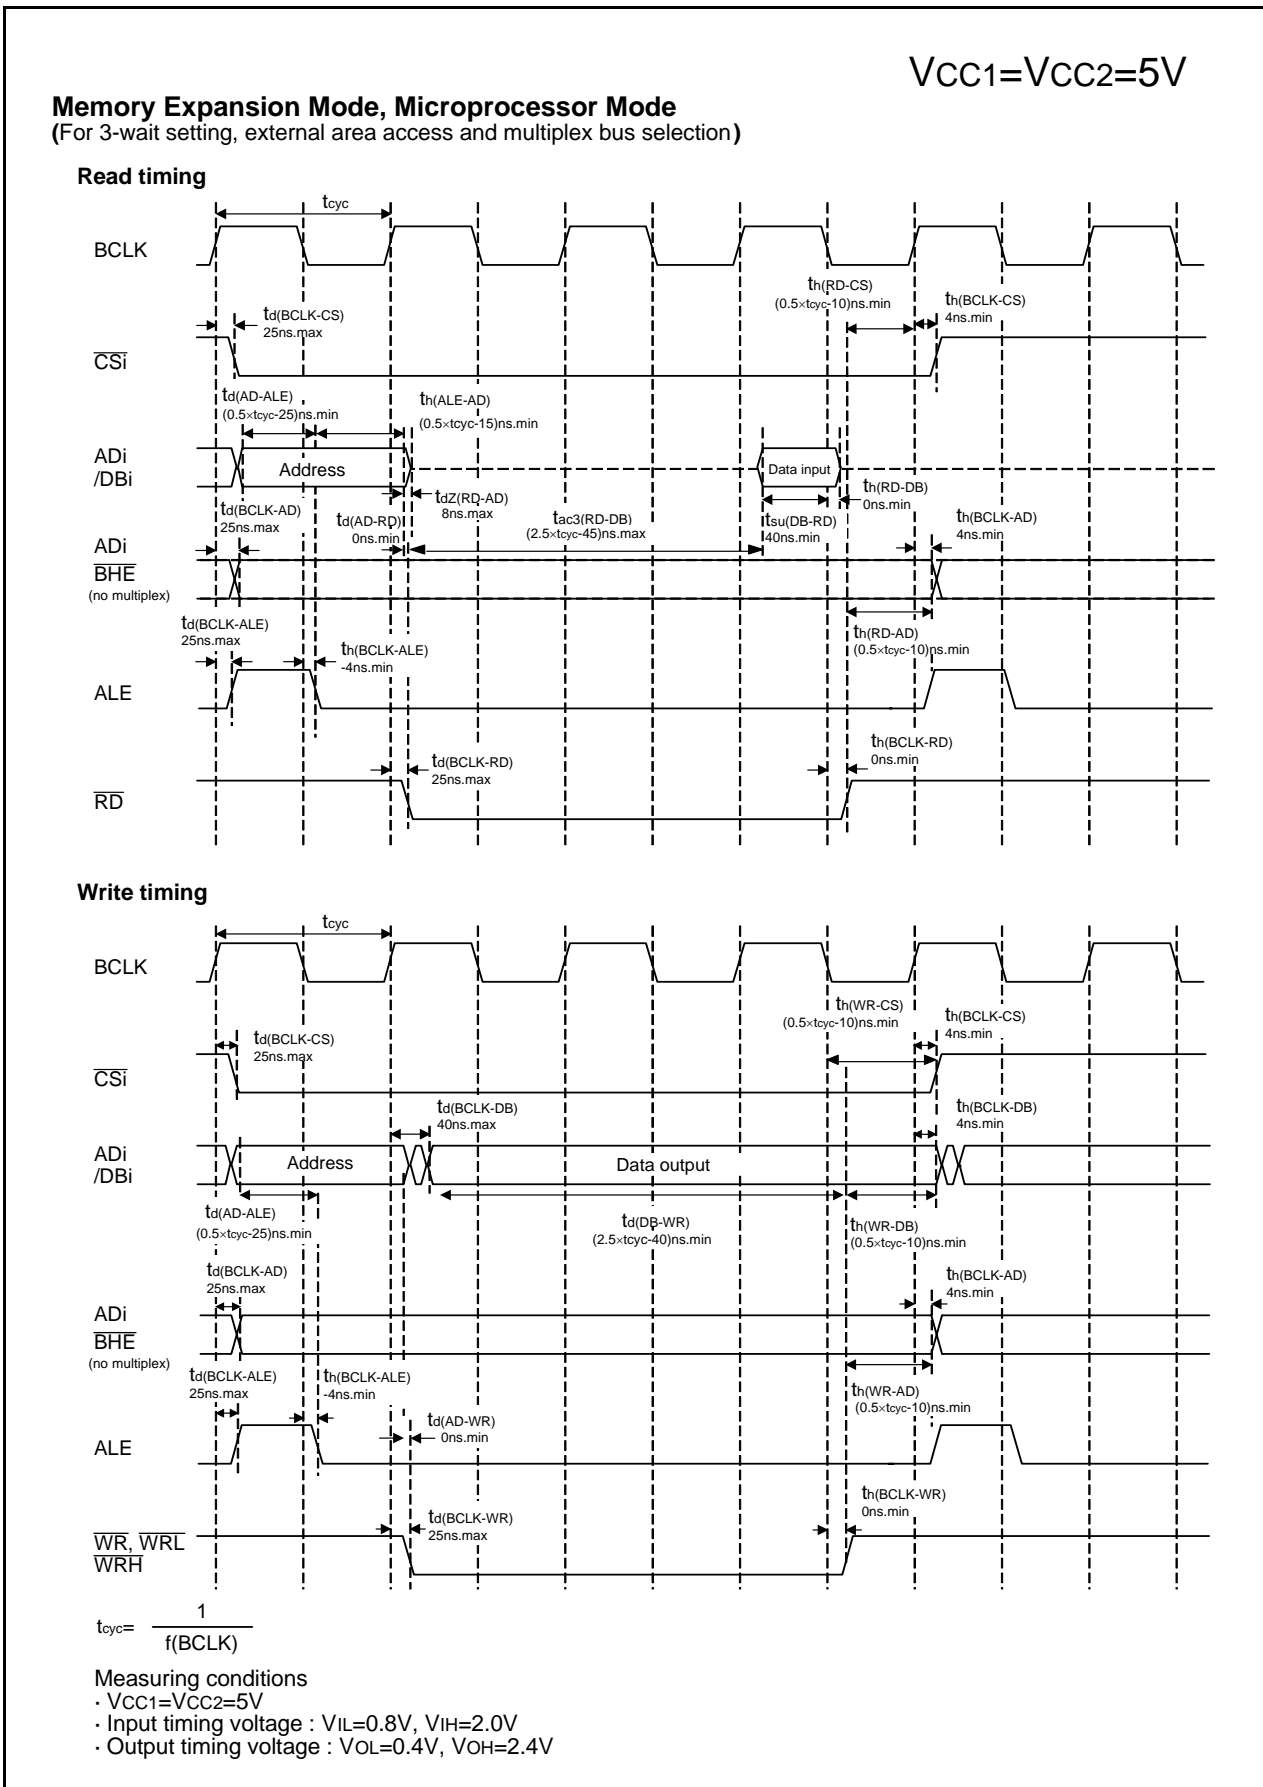 VCC1=VCC2=5V
Memory Expansion Mode, Microprocessor Mode
(For 3-wait setting, external area access and multiplex bus selection)
Read timing
tcyc
BCLK
th(RD-CS)
(0.5×tcyc-10)ns.min
th(BCLK-CS)
4ns.min
td(BCLK-CS)
25ns.max
CSi
td(AD-ALE)
(0.5×tcyc-25)ns.min
th(ALE-AD)
(0.5×tcyc-15)ns.min
ADi
/DBi
Address
Data input
tdZ(RD-AD)
8ns.max
th(RD-DB)
0ns.min
td(BCLK-AD)
25ns.max
td(AD-RD)
0ns.min
tac3(RD-DB)
(2.5×tcyc-45)ns.max
tsu(DB-RD)
40ns.min
th(BCLK-AD)
4ns.min
ADi
BHE
(no multiplex)
td(BCLK-ALE)
25ns.max
th(BCLK-ALE)
-4ns.min
th(RD-AD)
(0.5×tcyc-10)ns.min
ALE
td(BCLK-RD)
25ns.max
th(BCLK-RD)
0ns.min
RD
Write timing
tcyc
BCLK
th(WR-CS)
(0.5×tcyc-10)ns.min
th(BCLK-CS)
4ns.min
td(BCLK-CS)
25ns.max
CSi
td(BCLK-DB)
40ns.max
th(BCLK-DB)
4ns.min
ADi
/DBi
Address
Data output
td(AD-ALE)
(0.5×tcyc-25)ns.min
td(DB-WR)
(2.5×tcyc-40)ns.min
th(WR-DB)
(0.5×tcyc-10)ns.min
td(BCLK-AD)
25ns.max
th(BCLK-AD)
4ns.min
ADi
BHE
(no multiplex)
td(BCLK-ALE)
25ns.max
th(BCLK-ALE)
-4ns.min
th(WR-AD)
(0.5×tcyc-10)ns.min
td(AD-WR)
0ns.min
ALE
td(BCLK-WR)
25ns.max
th(BCLK-WR)
0ns.min
WR, WRL
WRH
tcyc= 1
f(BCLK)
Measuring conditions
· VCC1=VCC2=5V
· Input timing voltage : VIL=0.8V, VIH=2.0V
· Output timing voltage : VOL=0.4V, VOH=2.4V